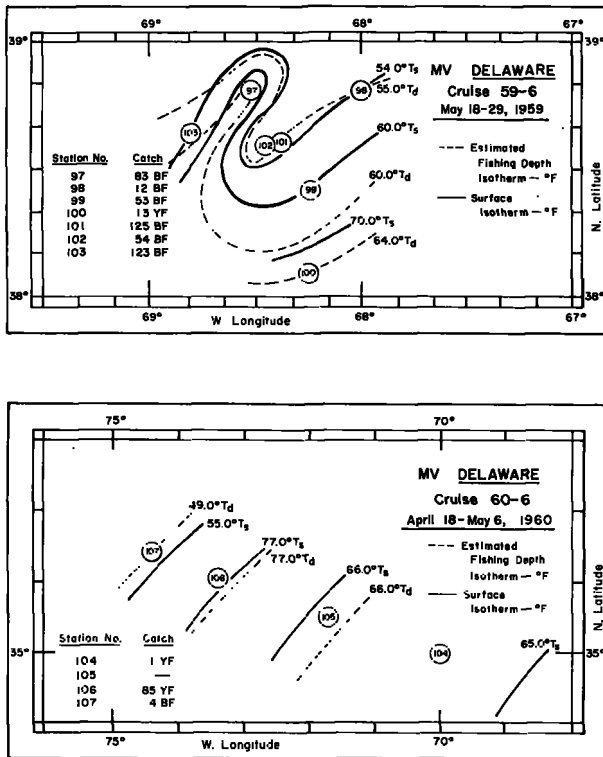 39°
69°
68°
67°
39°
54.0°Ts
55.0°Td
MV DELAWARE
Cruise 59-6
May 18-29, 1959
97
98
103
102
101
60.0°Ts
--- Estimated
Fishing Depth
Isotherm — °F
— Surface
Isotherm — °F
Station No. Catch
97 83 BF
98 12 BF
99 53 BF
100 13 YF
101 125 BF
102 54 BF
103 123 BF
99
60.0°Td
70.0°Ts
64.0°Td
100
N. Latitude
38°
38°
69°
68°
67°
W Longitude
75°
70°
MV DELAWARE
Cruise 60-6
April 18-May 6, 1960
49.0°Td
55.0°Ts
107
77.0°Ts
77.0°Td
106
66.0°Ts
66.0°Td
105
--- Estimated
Fishing Depth
Isotherm — °F
— Surface
Isotherm — °F
Station No. Catch
104 1 YF
105 —
106 85 YF
107 4 BF
104
65.0°Ts
N. Latitude
35°
35°
75°
70°
W. Longitude